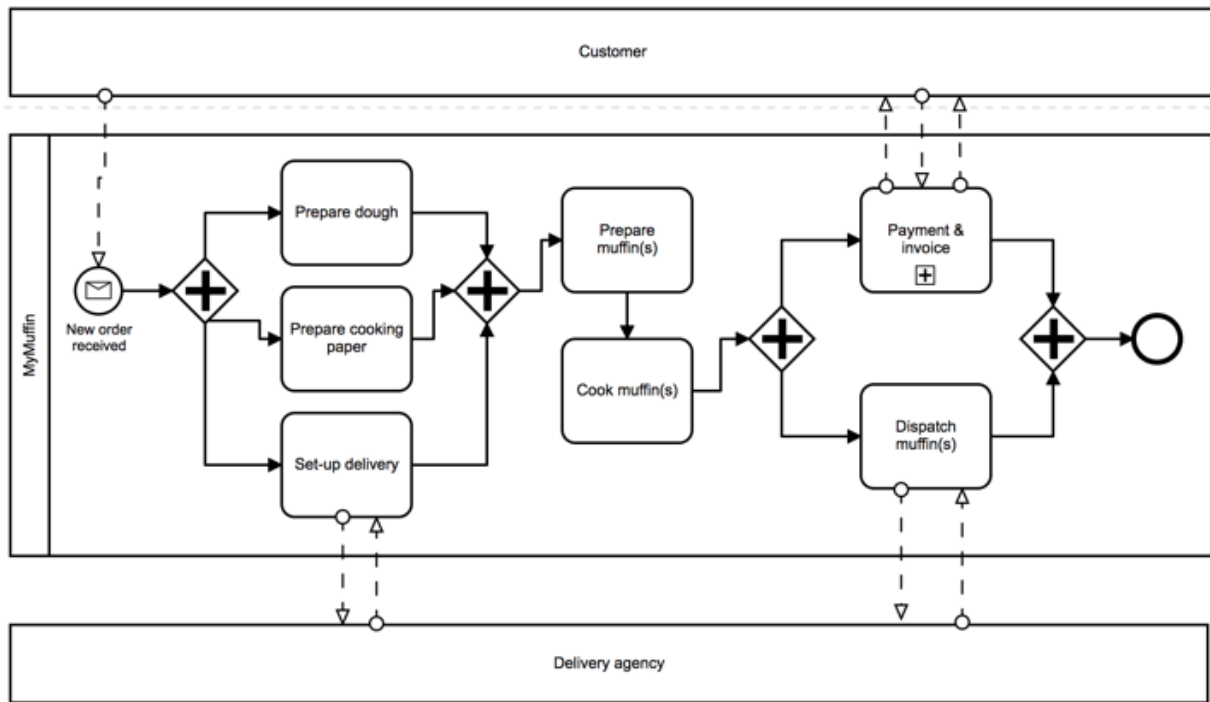 Customer
MyMuffin
New order
received
Prepare dough
Prepare cooking
paper
Set-up delivery
Prepare
muffin(s)
Cook muffin(s)
Payment &
invoice
Dispatch
muffin(s)
Delivery agency